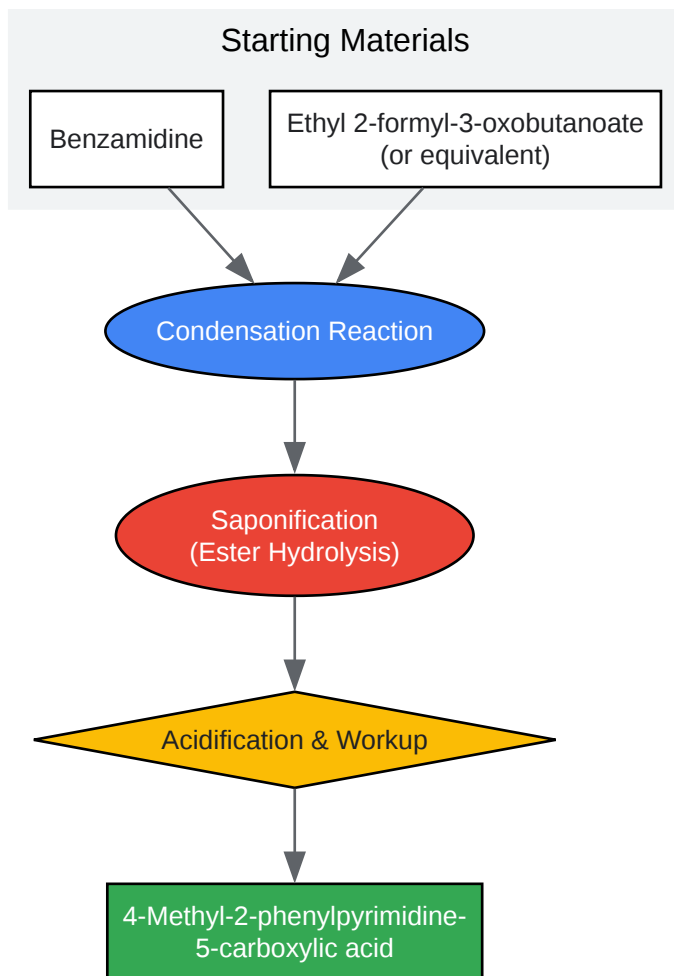 Starting Materials
Benzamidine
Ethyl 2-formyl-3-oxobutanoate
(or equivalent)
Condensation Reaction
Saponification
(Ester Hydrolysis)
Acidification & Workup
4-Methyl-2-phenylpyrimidine-
5-carboxylic acid